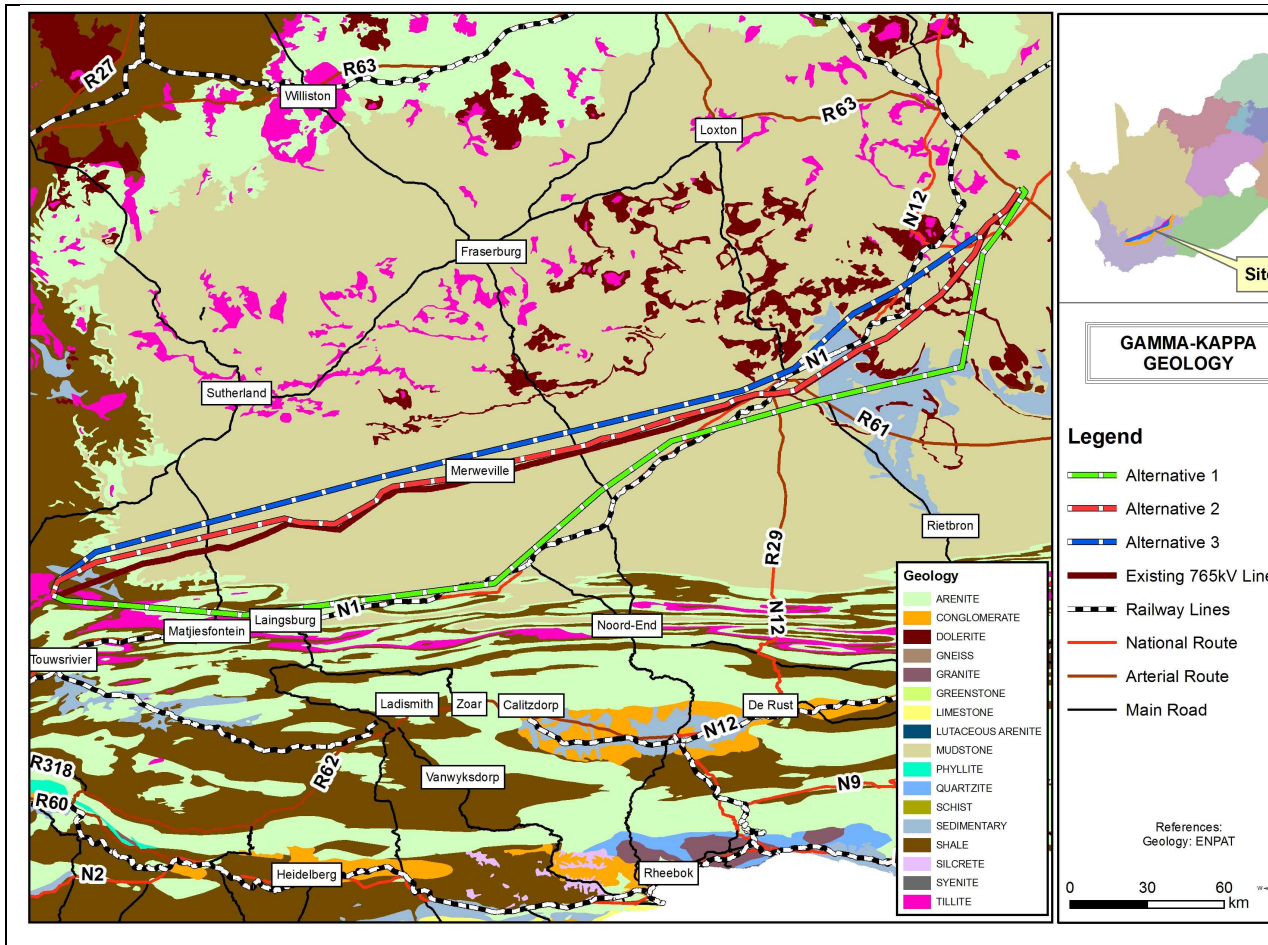 R27
R63
Williston
Loxton
R63
N12
Fraserburg
Sutherland
N1
Merweville
R61
Rietbron
R29
N12
Laingsburg
N1
Matjiesfontein
Noord-End
Touwsrivier
Ladismith
Zoar
Calitzdorp
De Rust
N12
R62
Vanwyksdorp
N9
R318
R60
N2
Heidelberg
Rheebok
Geology
ARENITE
CONGLOMERATE
DOLERITE
GNEISS
GRANITE
GREENSTONE
LIMESTONE
LUTACEOUS ARENITE
MUDSTONE
PHYLLITE
QUARTZITE
SCHIST
SEDIMENTARY
SHALE
SILCRETE
SYENITE
TILLITE
Sit
GAMMA-KAPPA
GEOLOGY
Legend
Alternative 1
Alternative 2
Alternative 3
Existing 765kV Line
Railway Lines
National Route
Arterial Route
Main Road
References:
Geology: ENPAT
0 30 60
km